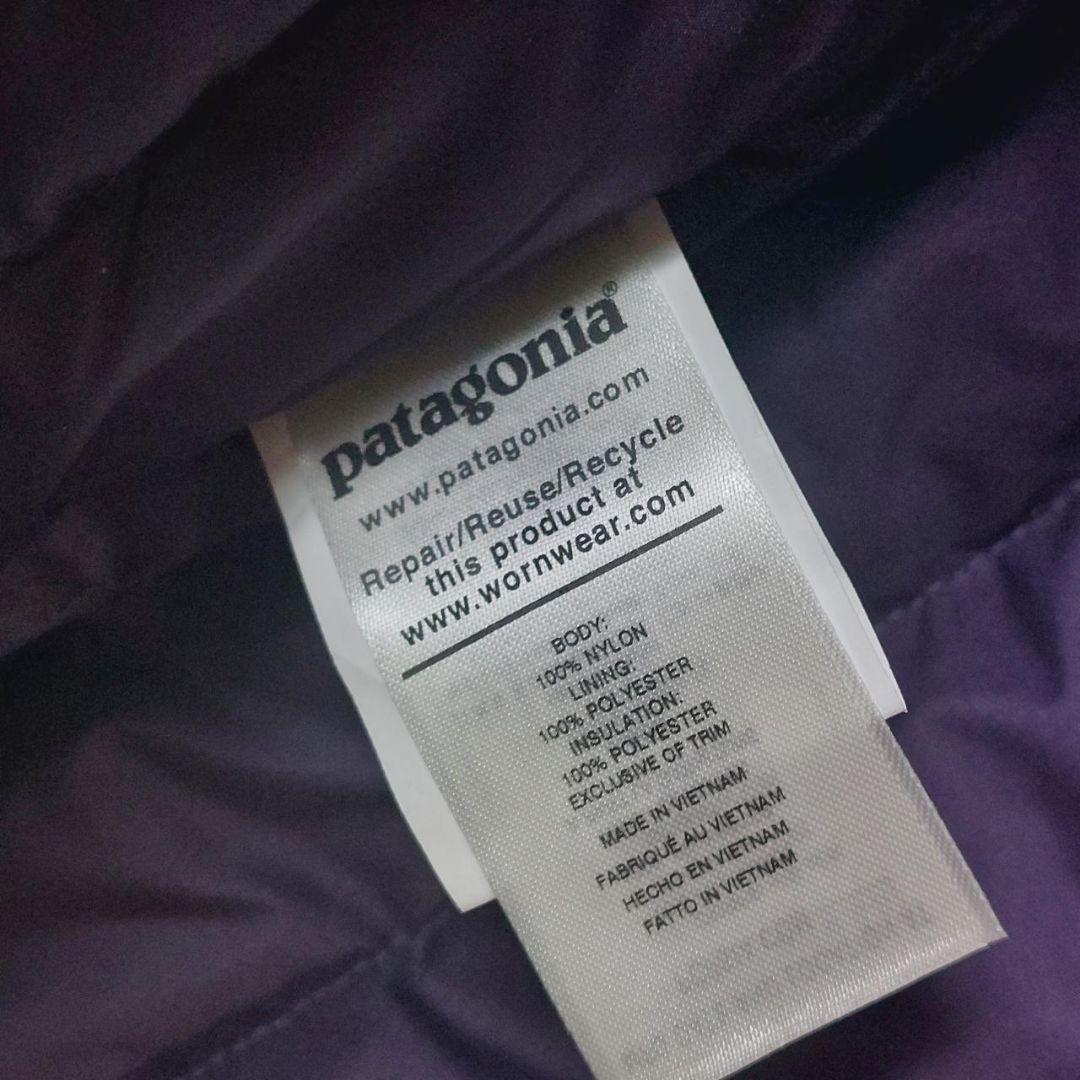 patagonia®
www.patagonia.com
Repair/Reuse/Recycle
this product at
www.wornwear.com
BODY:
100% NYLON
LINING:
100% POLYESTER
INSULATION:
100% POLYESTER
EXCLUSIVE OF TRIM
MADE IN VIETNAM
FABRIQUÉ AU VIETNAM
HECHO EN VIETNAM
FATTO IN VIETNAM